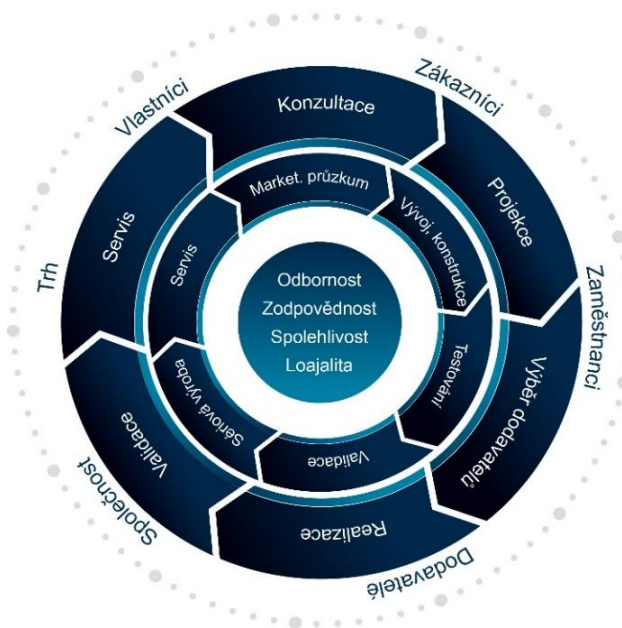 Vlastníci
Zákazníci
Zaměstnanci
Dodavatelé
Společnost
Trh
Konzultace
Projekce
Výběr dodavatelů
Realizace
Validace
Servis
Market. průzkum
Vývoj, konstrukce
Testování
Validace
Sériová výroba
Servis
Odbornost
Zodpovědnost
Spolehlivost
Loajalita